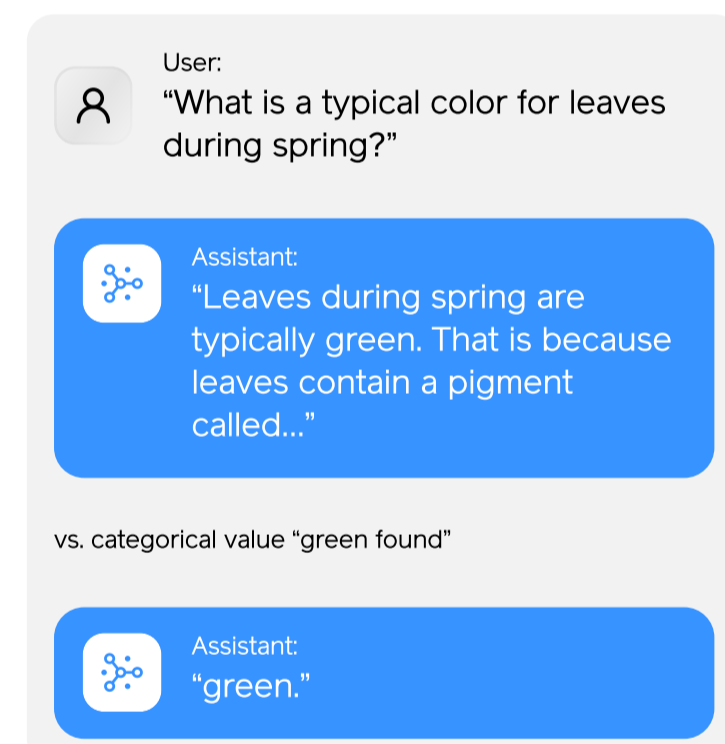 User:
“What is a typical color for leaves
during spring?”
Assistant:
“Leaves during spring are
typically green. That is because
leaves contain a pigment
called...”
vs. categorical value “green found”
Assistant:
“green.”